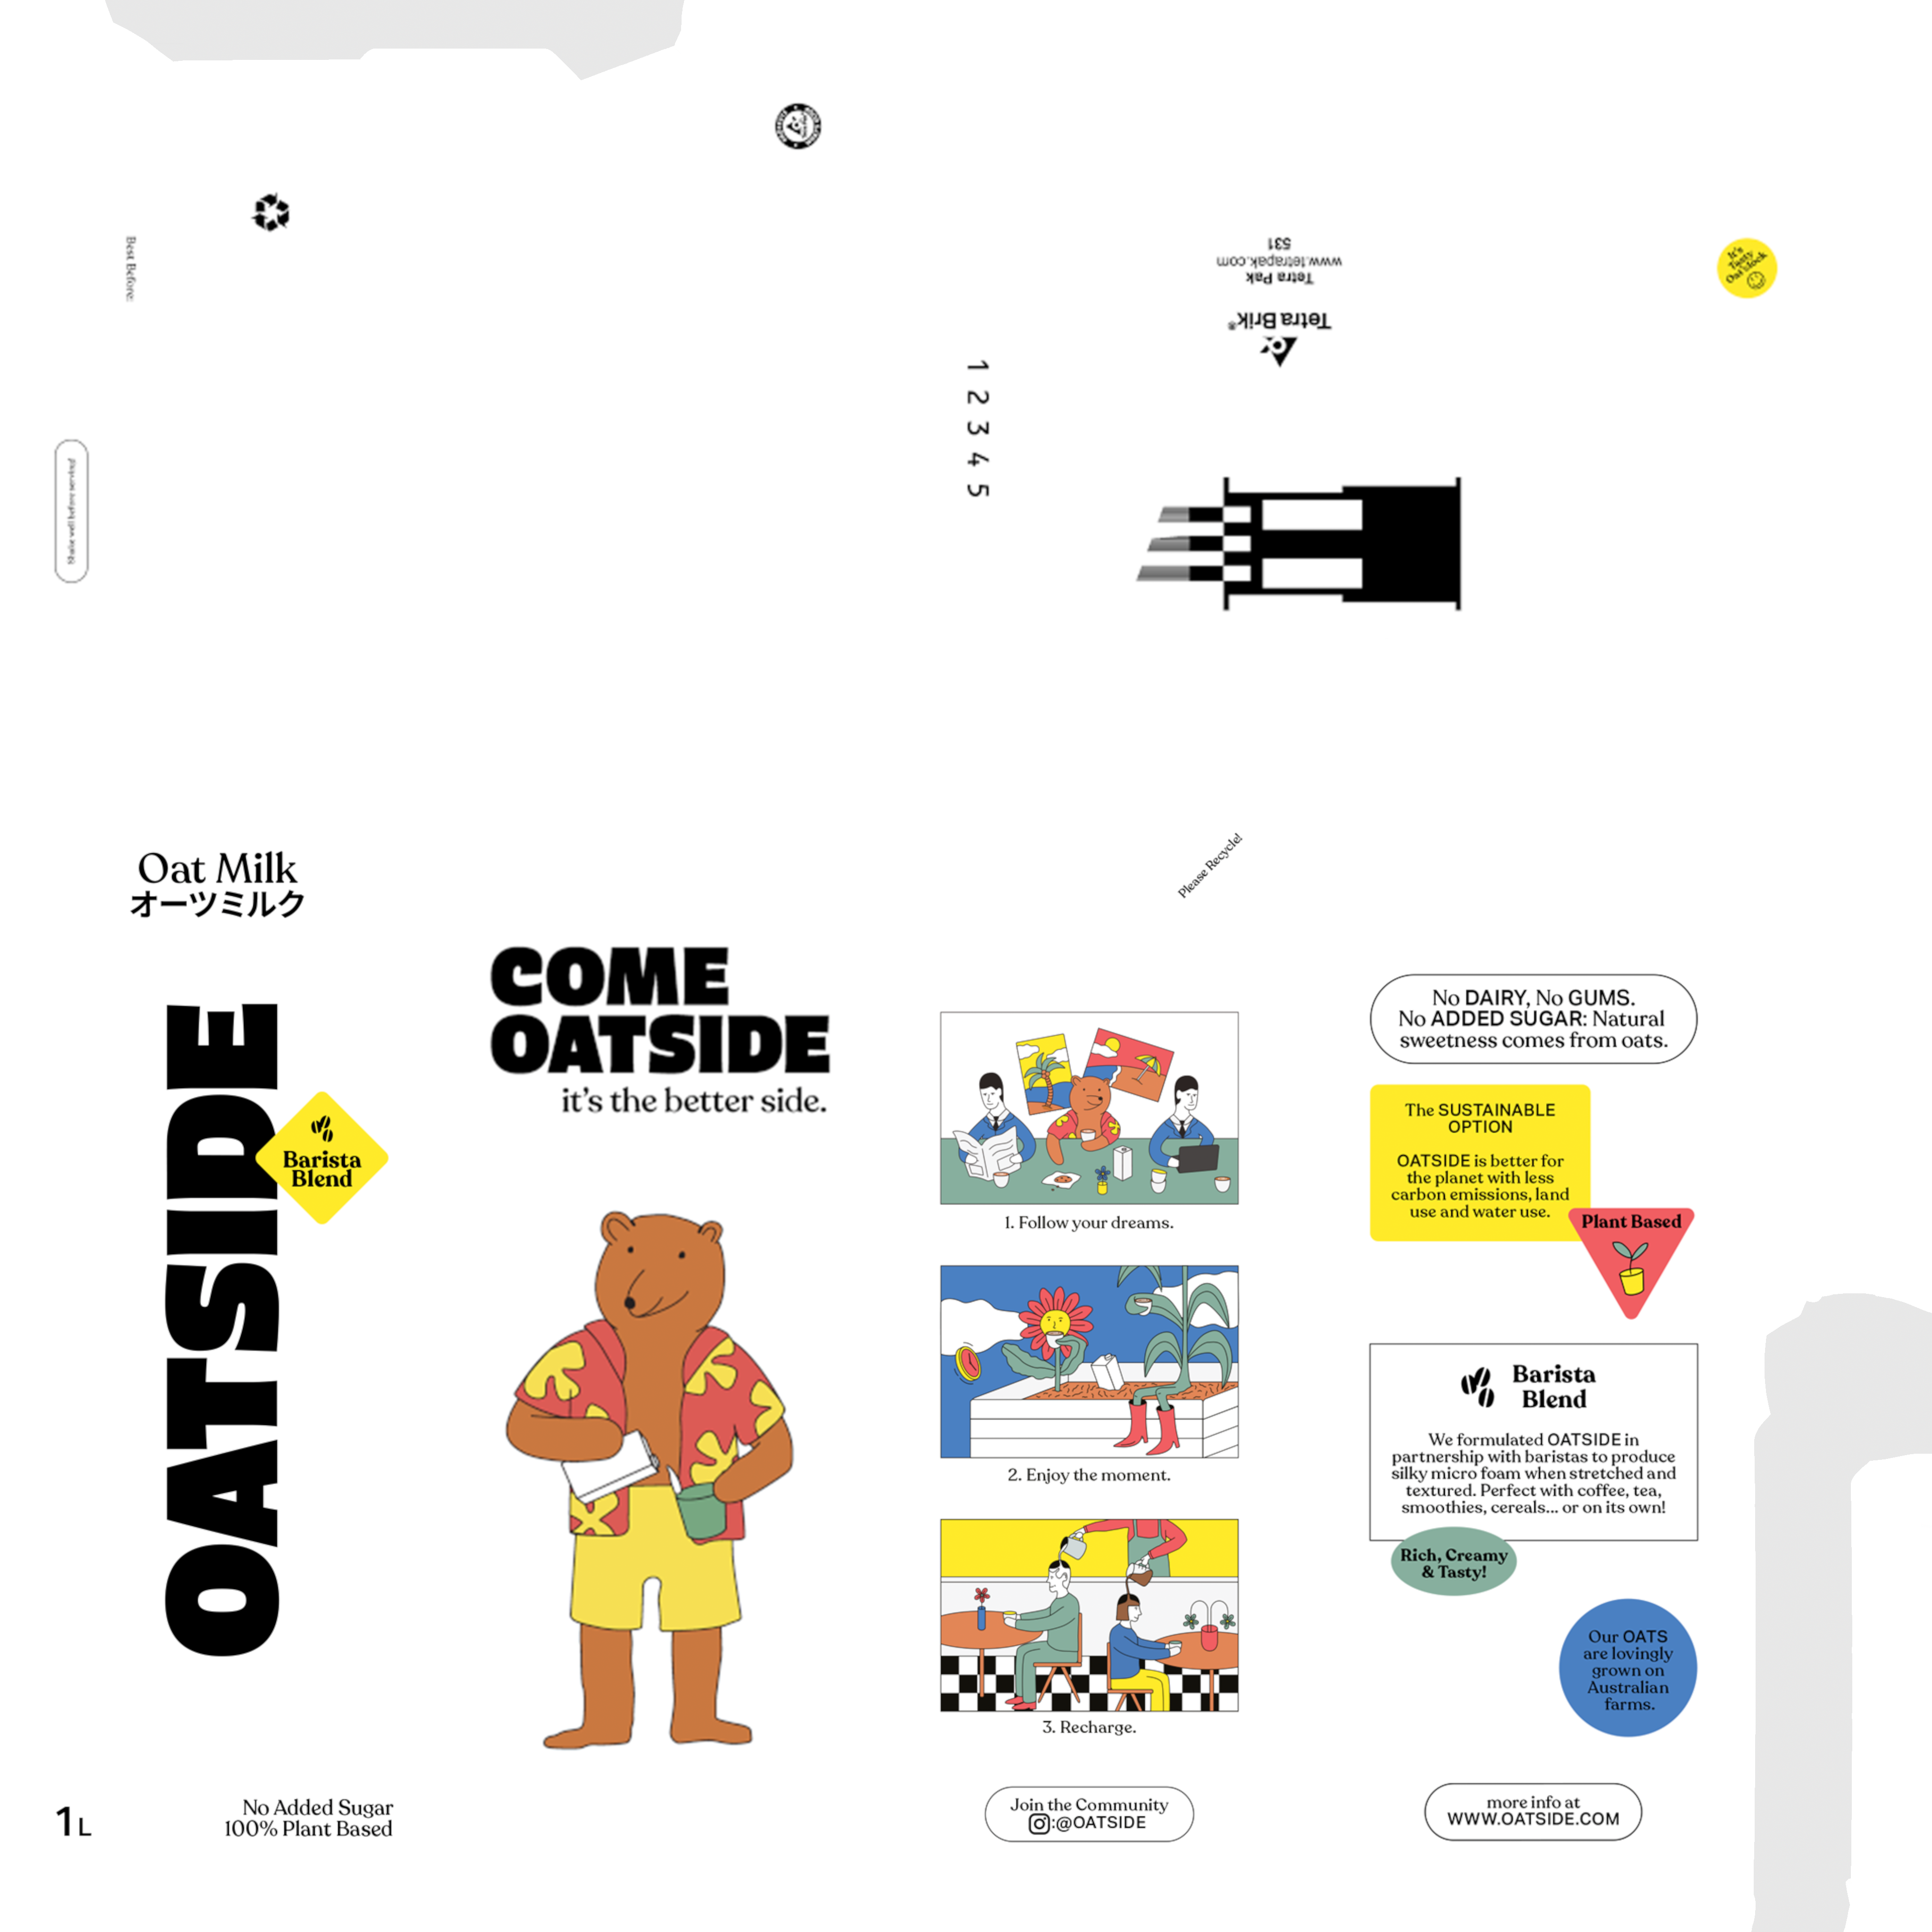 Best Before:
Shake well before serving!
It's
Tasty
Oat'clock
531
www.tetrapak.com
Tetra Pak
Tetra Brik®
1 2 3 4 5
Please Recycle!
Oat Milk
オーツミルク
OATSIDE
Barista
Blend
1L
No Added Sugar
100% Plant Based
COME
OATSIDE
it's the better side.
1. Follow your dreams.
2. Enjoy the moment.
3. Recharge.
Join the Community
:@OATSIDE
No DAIRY, No GUMS.
No ADDED SUGAR: Natural
sweetness comes from oats.
The SUSTAINABLE
OPTION
OATSIDE is better for
the planet with less
carbon emissions, land
use and water use.
Plant Based
Barista
Blend
We formulated OATSIDE in
partnership with baristas to produce
silky micro foam when stretched and
textured. Perfect with coffee, tea,
smoothies, cereals... or on its own!
Rich, Creamy
& Tasty!
Our OATS
are lovingly
grown on
Australian
farms.
more info at
WWW.OATSIDE.COM